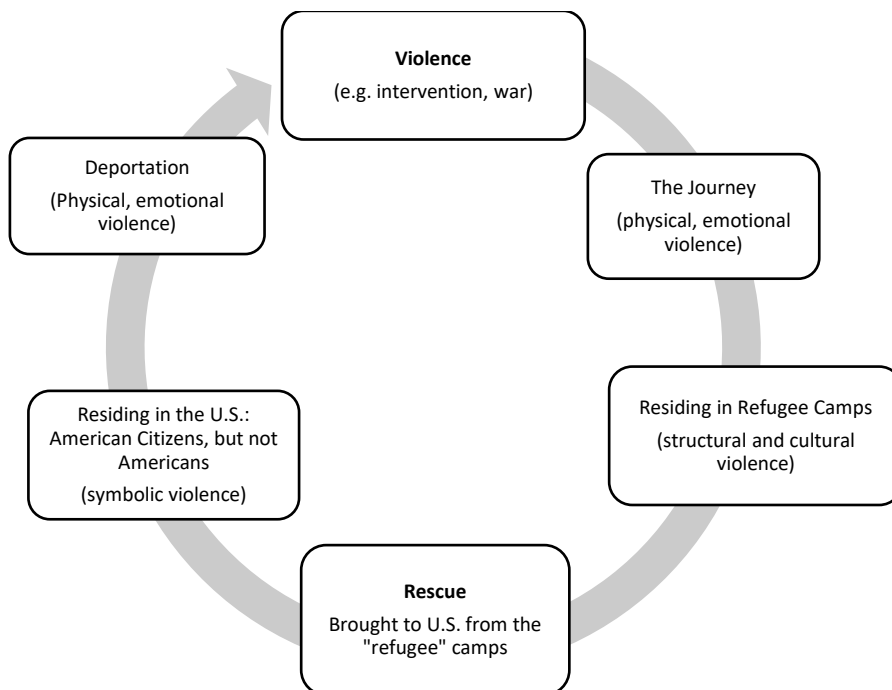 Violence
(e.g. intervention, war)
The Journey
(physical, emotional
violence)
Residing in Refugee Camps
(structural and cultural
violence)
Rescue
Brought to U.S. from the
"refugee" camps
Residing in the U.S.:
American Citizens, but not
Americans
(symbolic violence)
Deportation
(Physical, emotional
violence)